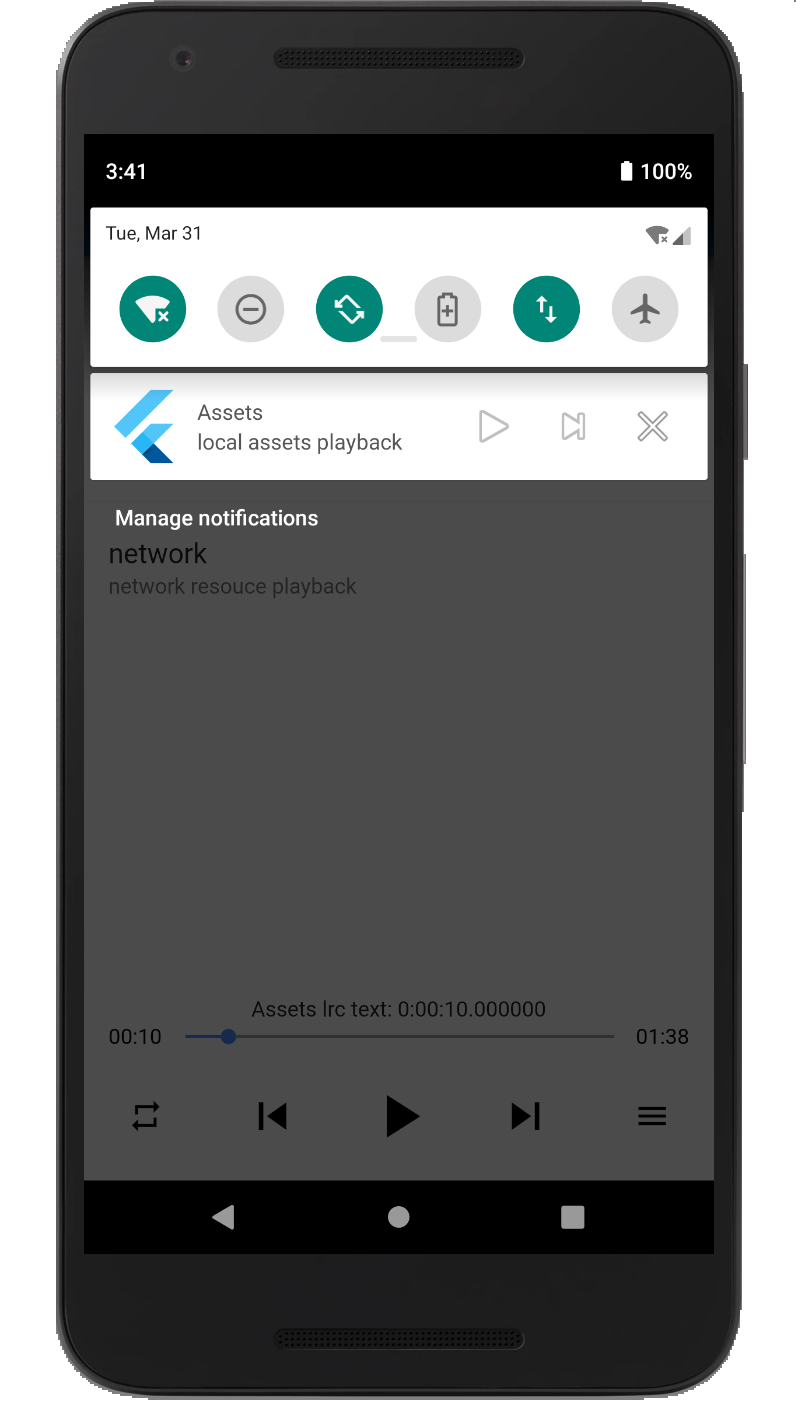 3:41
100%
Tue, Mar 31
Assets
local assets playback
Manage notifications
network
network resouce playback
Assets lrc text: 0:00:10.000000
00:10
01:38